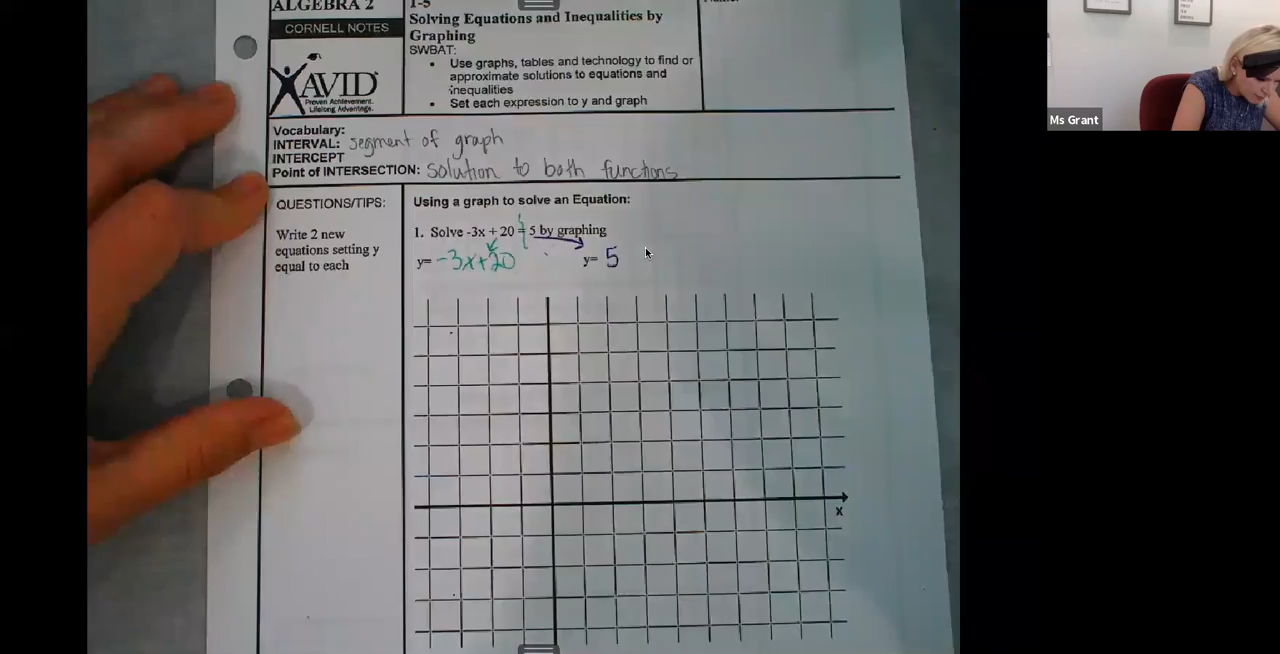 ALGEBRA 2
CORNELL NOTES
AVID
Proven Achievement.
Lifelong Advantage.
1-5
Solving Equations and Inequalities by
Graphing
SWBAT:
• Use graphs, tables and technology to find or
approximate solutions to equations and
inequalities
• Set each expression to y and graph
Ms Grant
Vocabulary:
INTERVAL: segment of graph
INTERCEPT
Point of INTERSECTION: solution to both functions
QUESTIONS/TIPS:
Write 2 new
equations setting y
equal to each
Using a graph to solve an Equation:
1. Solve -3x + 20 = 5 by graphing
y= -3x+20 y= 5
x